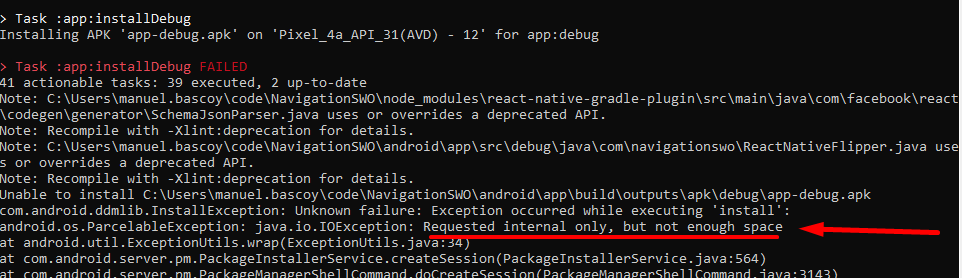 > Task :app:installDebug
Installing APK 'app-debug.apk' on 'Pixel_4a_API_31(AVD) - 12' for app:debug
> Task :app:installDebug FAILED
41 actionable tasks: 39 executed, 2 up-to-date
Note: C:\Users\manuel.bascoy\code\NavigationSWO\node_modules\react-native-gradle-plugin\src\main\java\com\facebook\react
\codegen\generator\SchemaJsonParser.java uses or overrides a deprecated API.
Note: Recompile with -Xlint:deprecation for details.
Note: C:\Users\manuel.bascoy\code\NavigationSWO\android\app\src\debug\java\com\navigationswo\ReactNativeFlipper.java use
s or overrides a deprecated API.
Note: Recompile with -Xlint:deprecation for details.
Unable to install C:\Users\manuel.bascoy\code\NavigationSWO\android\app\build\outputs\apk\debug\app-debug.apk
com.android.ddmlib.InstallException: Unknown failure: Exception occurred while executing 'install':
android.os.ParcelableException: java.io.IOException: Requested internal only, but not enough space
at android.util.ExceptionUtils.wrap(ExceptionUtils.java:34)
at com.android.server.pm.PackageInstallerService.createSession(PackageInstallerService.java:564)
at com.android.server.pm.PackageManagerShellCommand.doCreateSession(PackageManagerShellCommand.java:3143)